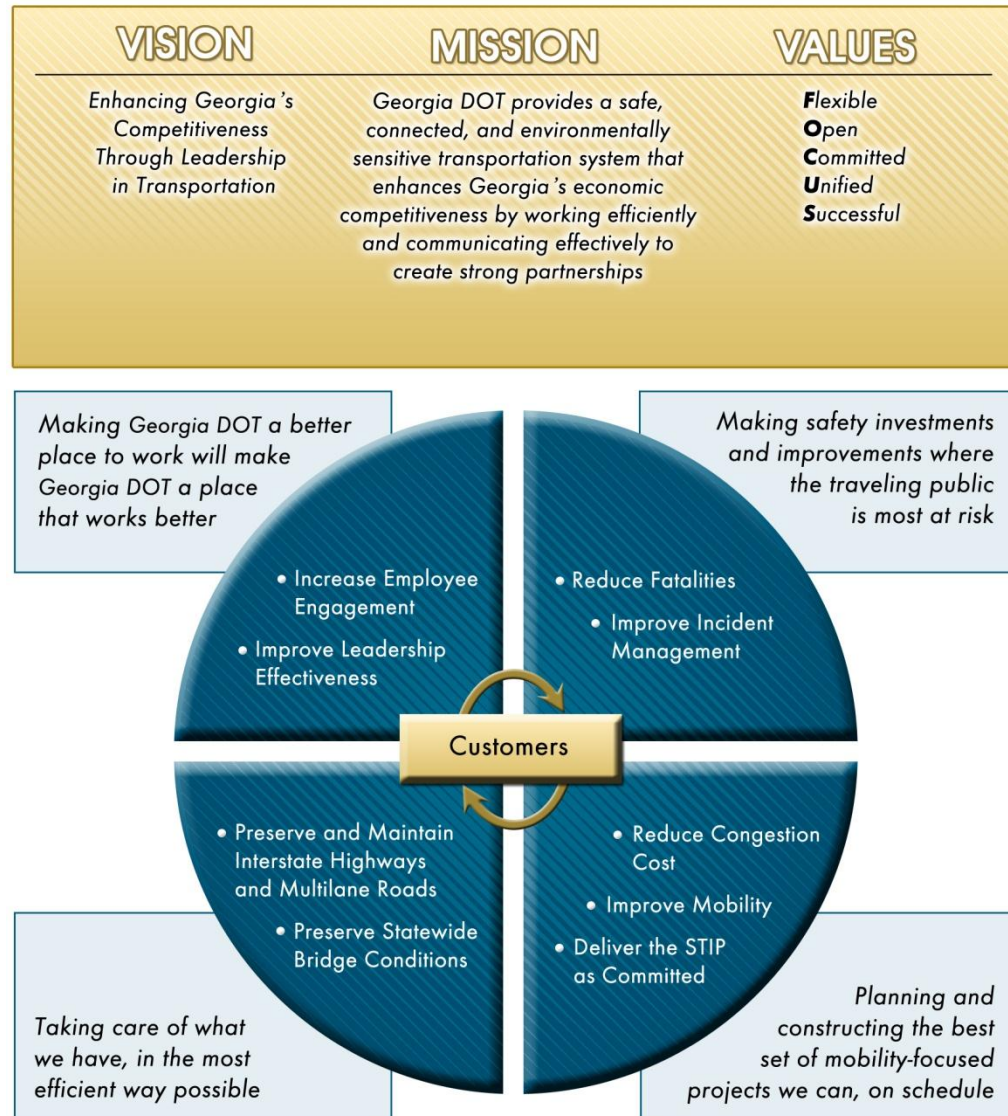 VISION
Enhancing Georgia's
Competitiveness
Through Leadership
in Transportation
MISSION
Georgia DOT provides a safe,
connected, and environmentally
sensitive transportation system that
enhances Georgia's economic
competitiveness by working efficiently
and communicating effectively to
create strong partnerships
VALUES
Flexible
Open
Committed
Unified
Successful
Making Georgia DOT a better
place to work will make
Georgia DOT a place
that works better
Making safety investments
and improvements where
the traveling public
is most at risk
• Increase Employee
Engagement
• Improve Leadership
Effectiveness
• Reduce Fatalities
• Improve Incident
Management
Customers
• Preserve and Maintain
Interstate Highways
and Multilane Roads
• Preserve Statewide
Bridge Conditions
• Reduce Congestion
Cost
• Improve Mobility
• Deliver the STIP
as Committed
Taking care of what
we have, in the most
efficient way possible
Planning and
constructing the best
set of mobility-focused
projects we can, on schedule